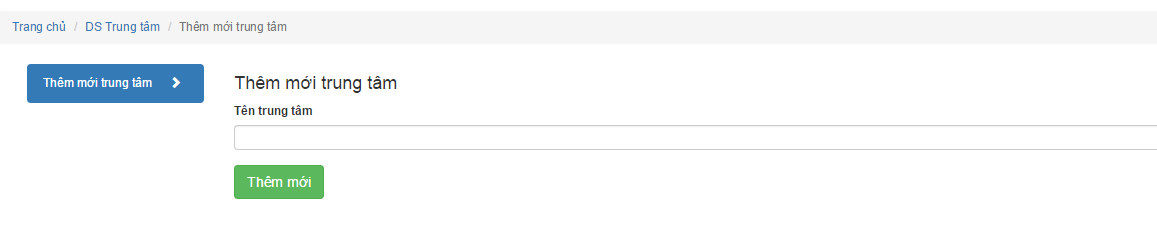 Trang chủ / DS Trung tâm / Thêm mới trung tâm
Thêm mới trung tâm
Thêm mới trung tâm
Tên trung tâm
Thêm mới